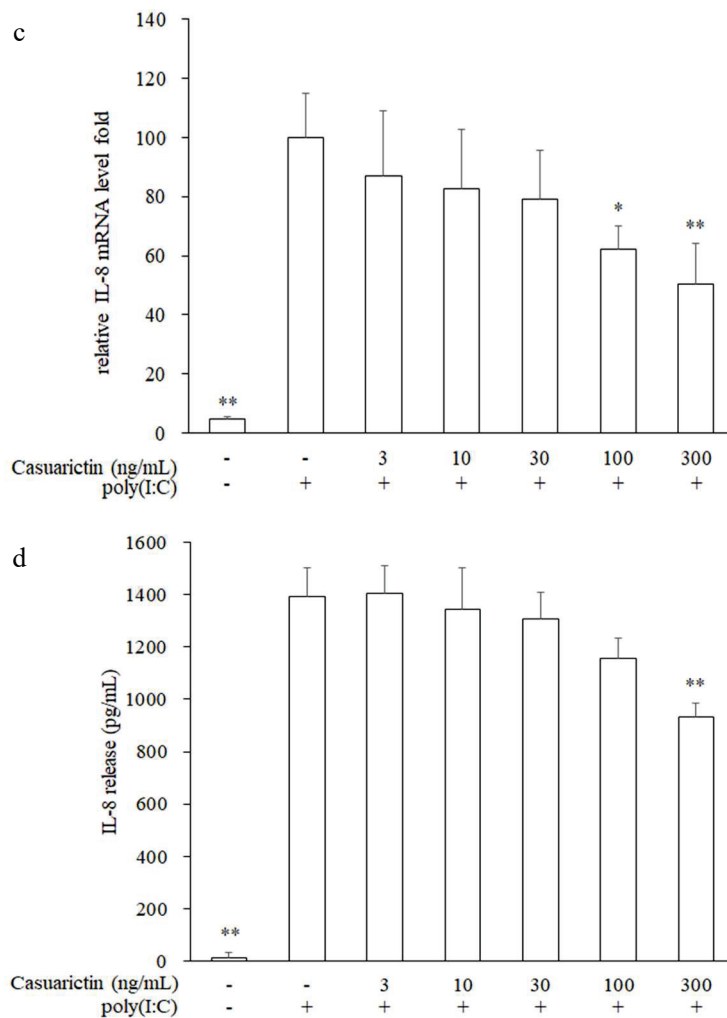 c
140
120
100
80
60
40
20
0
relative IL-8 mRNA level fold
**
*
**
Casuarictin (ng/mL) - - 3 10 30 100 300
poly(I:C) - + + + + + +
d
1600
1400
1200
1000
800
600
400
200
0
IL-8 release (pg/mL)
**
**
Casuarictin (ng/mL) - - 3 10 30 100 300
poly(I:C) - + + + + + +